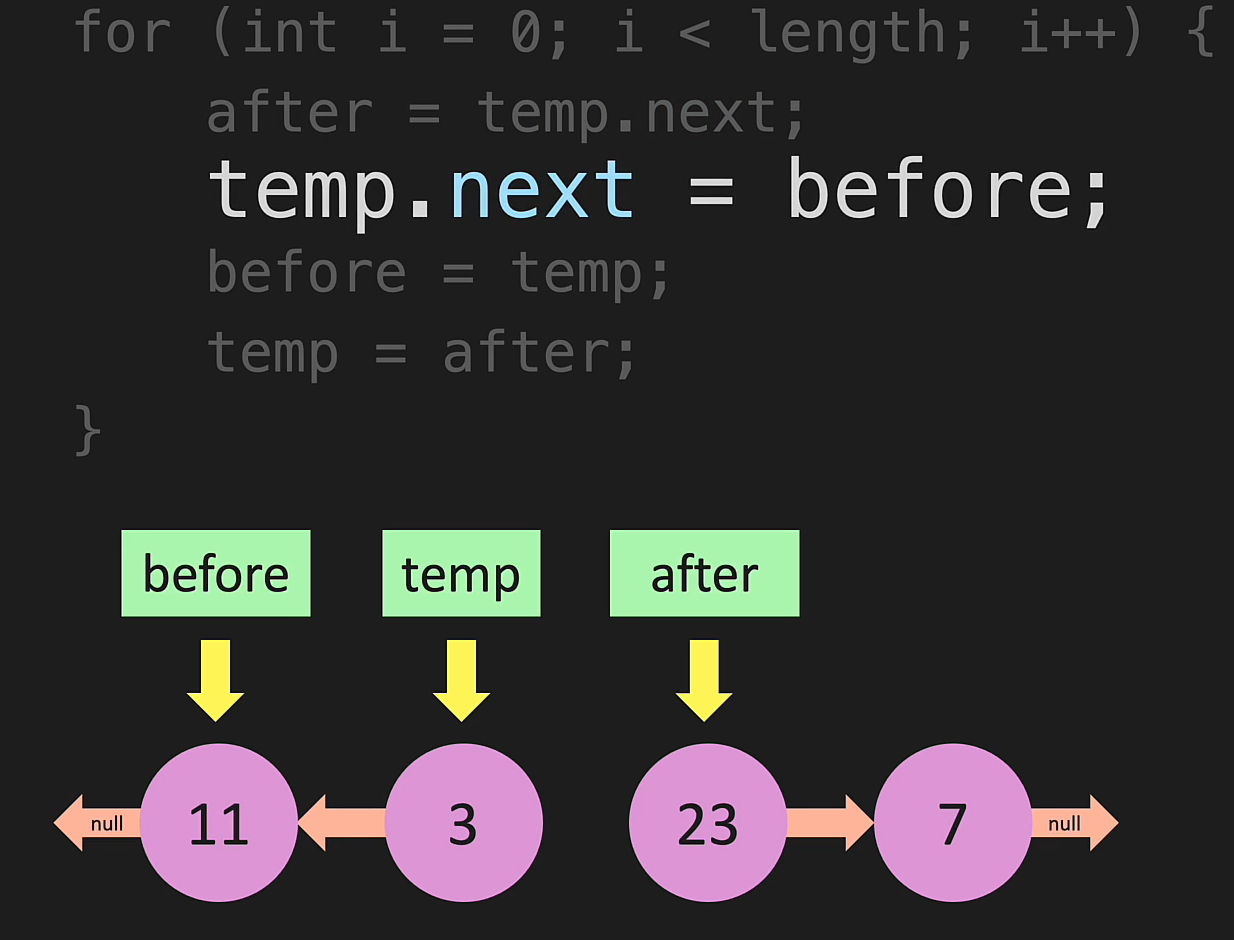 for (int i = 0; i < length; i++) {
after = temp.next;
temp.next = before;
before = temp;
temp = after;
}
before temp after
null 11 3 23 7 null